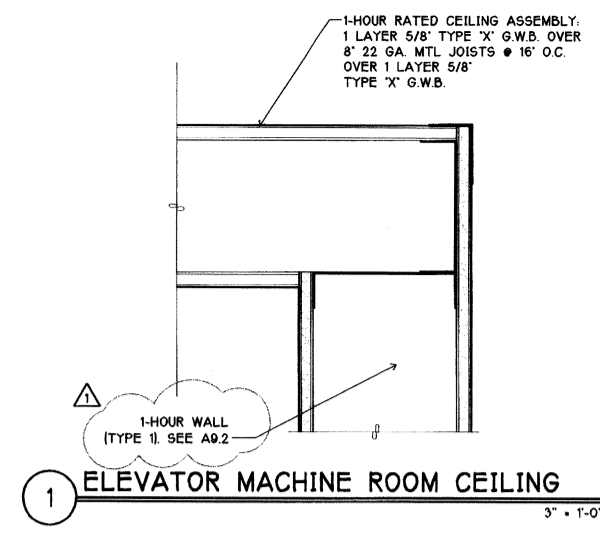 1-HOUR RATED CEILING ASSEMBLY:
1 LAYER 5/8" TYPE "X" G.W.B. OVER
8" 22 GA. MTL JOISTS @ 16" O.C.
OVER 1 LAYER 5/8"
TYPE "X" G.W.B.
1
1-HOUR WALL
(TYPE 1). SEE A9.2
1 ELEVATOR MACHINE ROOM CEILING
3" = 1'-0"